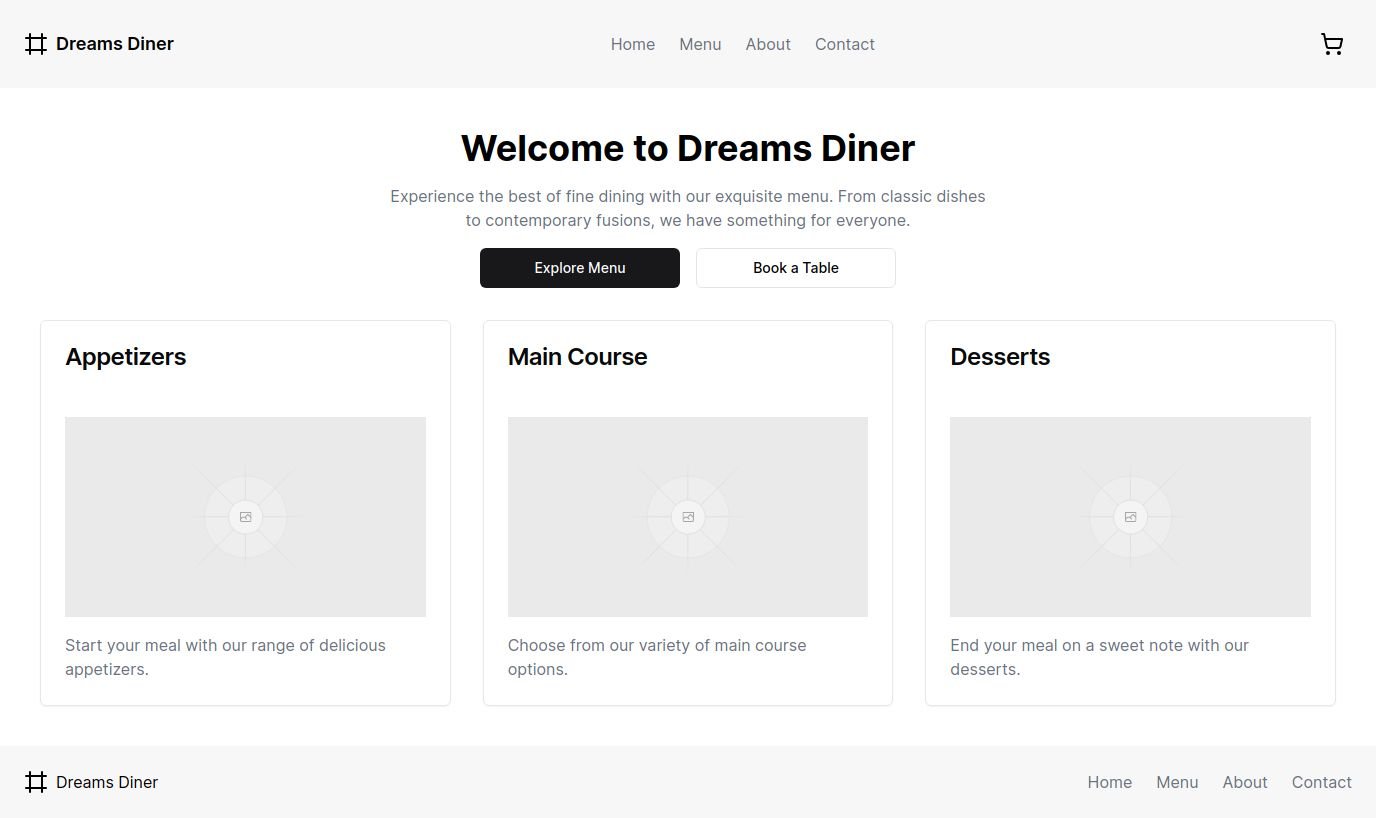 Dreams Diner
Home Menu About Contact
Welcome to Dreams Diner
Experience the best of fine dining with our exquisite menu. From classic dishes
to contemporary fusions, we have something for everyone.
Explore Menu
Book a Table
Appetizers
Start your meal with our range of delicious
appetizers.
Main Course
Choose from our variety of main course
options.
Desserts
End your meal on a sweet note with our
desserts.
Dreams Diner
Home Menu About Contact